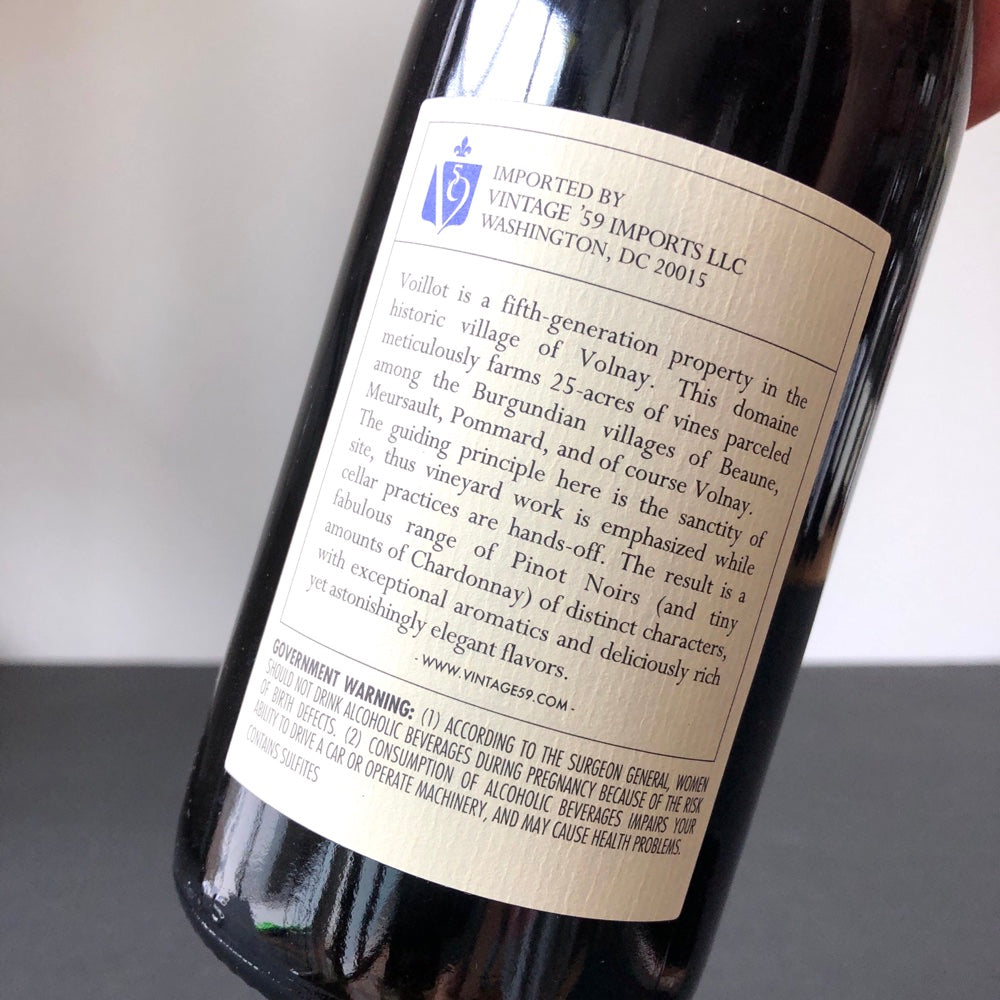 59
IMPORTED BY
VINTAGE '59 IMPORTS LLC
WASHINGTON, DC 20015
Voillot is a fifth-generation property in the
historic village of Volnay. This domaine
meticulously farms 25-acres of vines parceled
among the Burgundian villages of Beaune,
Meursault, Pommard, and of course Volnay.
The guiding principle here is the sanctity of
site, thus vineyard work is emphasized while
cellar practices are hands-off. The result is a
fabulous range of Pinot Noirs (and tiny
amounts of Chardonnay) of distinct characters,
with exceptional aromatics and deliciously rich
yet astonishingly elegant flavors.
- WWW.VINTAGE59.COM -
GOVERNMENT WARNING: (1) ACCORDING TO THE SURGEON GENERAL, WOMEN
SHOULD NOT DRINK ALCOHOLIC BEVERAGES DURING PREGNANCY BECAUSE OF THE RISK
OF BIRTH DEFECTS. (2) CONSUMPTION OF ALCOHOLIC BEVERAGES IMPAIRS YOUR
ABILITY TO DRIVE A CAR OR OPERATE MACHINERY, AND MAY CAUSE HEALTH PROBLEMS.
CONTAINS SULFITES